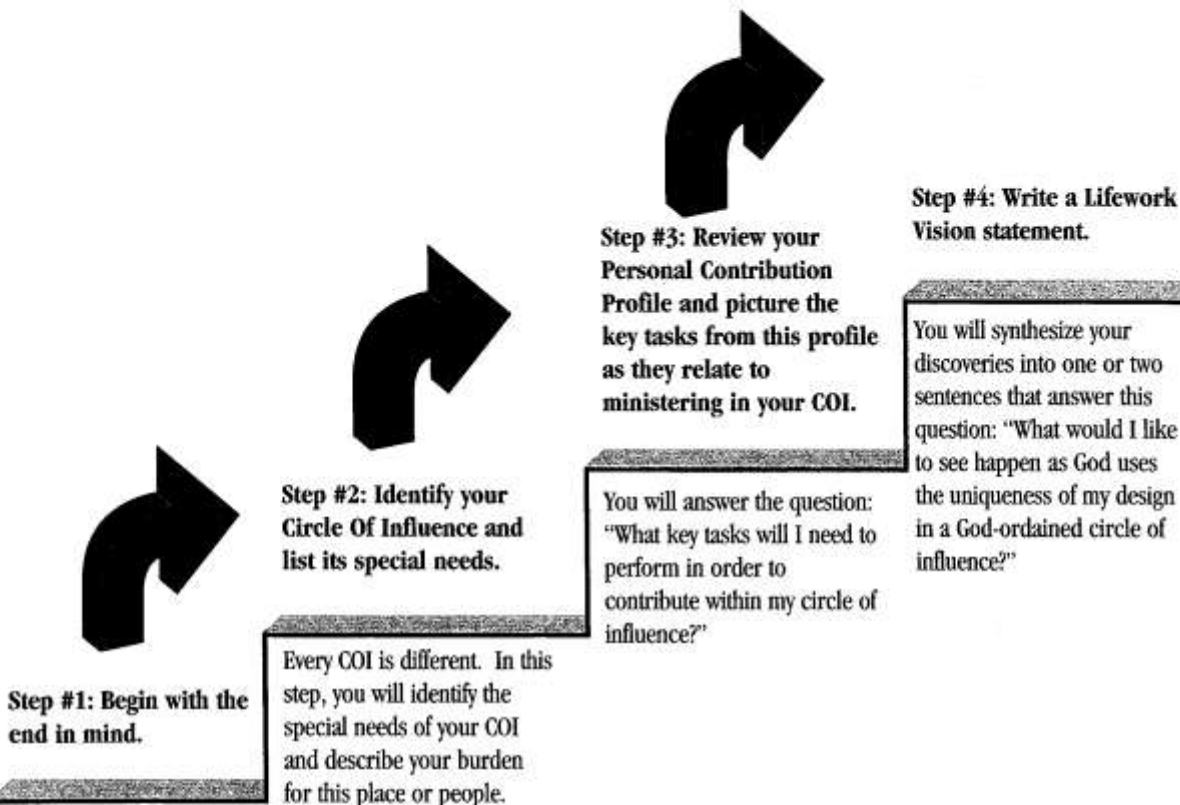 Step #1: Begin with the
end in mind.
Step #2: Identify your
Circle Of Influence and
list its special needs.
Every COI is different. In this
step, you will identify the
special needs of your COI
and describe your burden
for this place or people.
Step #3: Review your
Personal Contribution
Profile and picture the
key tasks from this profile
as they relate to
ministering in your COI.
You will answer the question:
“What key tasks will I need to
perform in order to
contribute within my circle of
influence?”
Step #4: Write a Lifework
Vision statement.
You will synthesize your
discoveries into one or two
sentences that answer this
question: “What would I like
to see happen as God uses
the uniqueness of my design
in a God-ordained circle of
influence?”